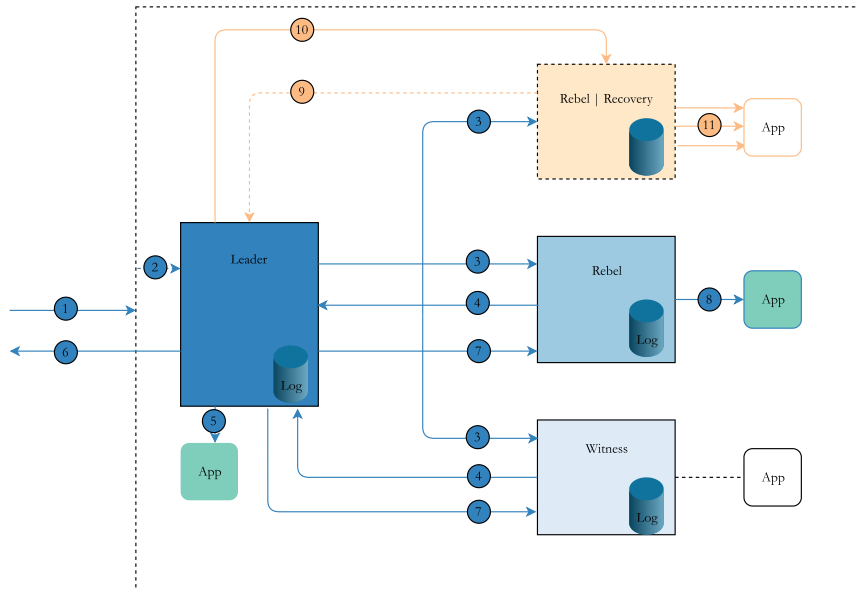 10
Rebel | Recovery
9
3
11
App
2
Leader
3
Rebel
1
4
8
App
6
7
Log
Log
5
3
Witness
App
4
App
7
Log